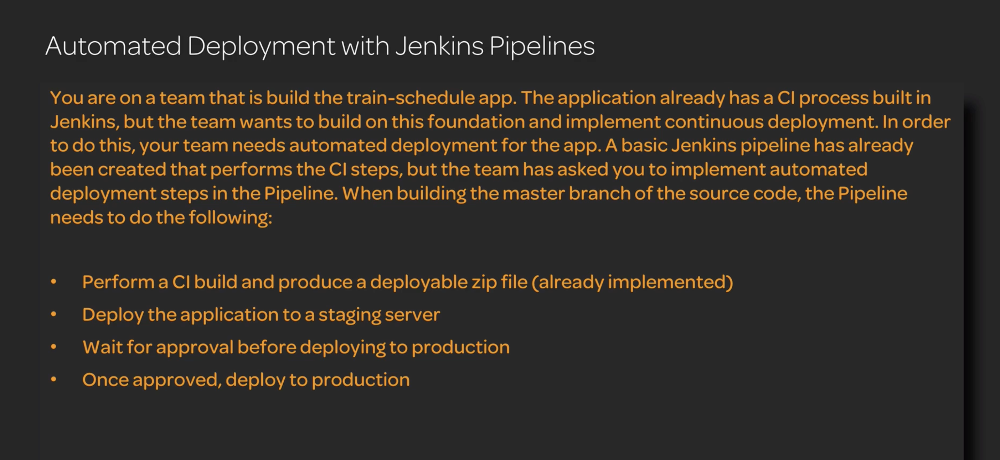 Automated Deployment with Jenkins Pipelines
You are on a team that is build the train-schedule app. The application already has a CI process built in
Jenkins, but the team wants to build on this foundation and implement continuous deployment. In order
to do this, your team needs automated deployment for the app. A basic Jenkins pipeline has already
been created that performs the CI steps, but the team has asked you to implement automated
deployment steps in the Pipeline. When building the master branch of the source code, the Pipeline
needs to do the following:
• Perform a CI build and produce a deployable zip file (already implemented)
• Deploy the application to a staging server
• Wait for approval before deploying to production
• Once approved, deploy to production